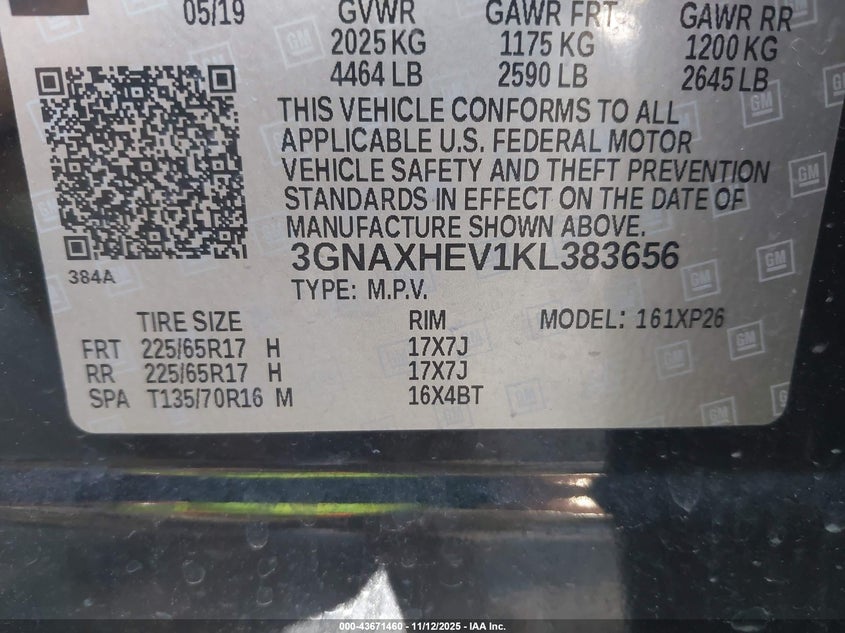 05/19 GVWR GAWR FRT GAWR RR
2025 KG 1175 KG 1200 KG
4464 LB 2590 LB 2645 LB
THIS VEHICLE CONFORMS TO ALL
APPLICABLE U.S. FEDERAL MOTOR
VEHICLE SAFETY AND THEFT PREVENTION
STANDARDS IN EFFECT ON THE DATE OF
MANUFACTURE SHOWN ABOVE.
384A 3GNAXHEV1KL383656
TYPE: M.P.V.
TIRE SIZE RIM MODEL: 161XP26
FRT 225/65R17 H 17X7J
RR 225/65R17 H 17X7J
SPA T135/70R16 M 16X4BT
000-43671460 - 11/12/2025 - IAA, Inc.